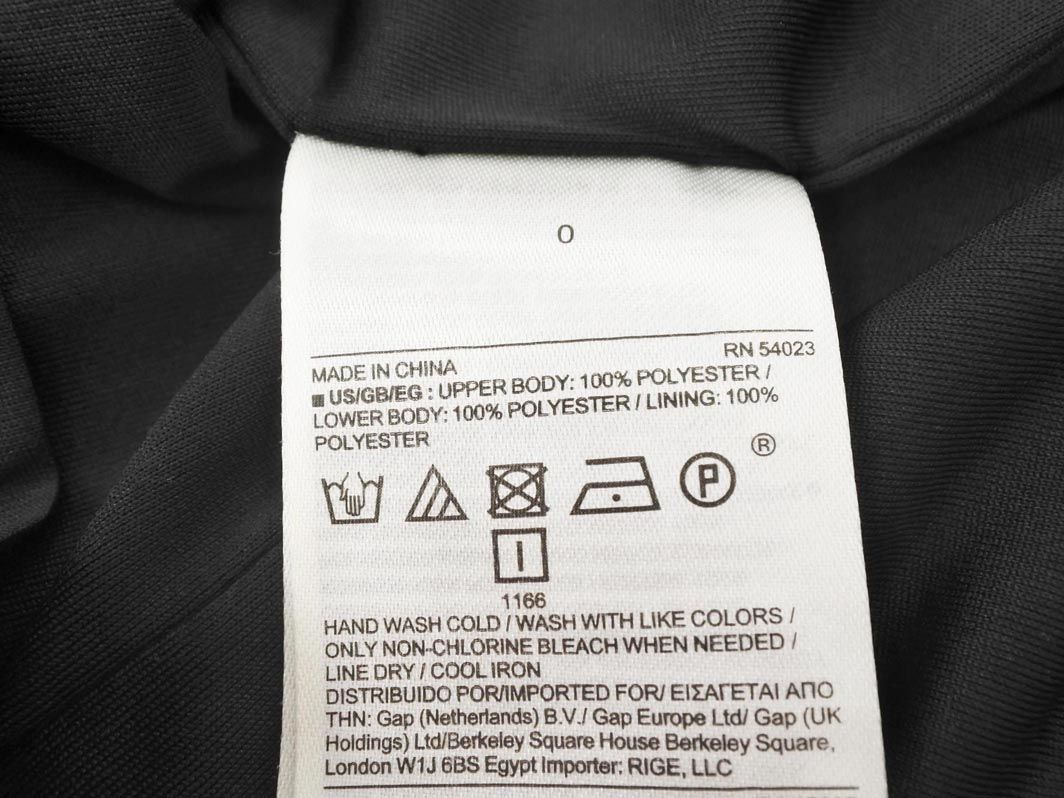 0
RN 54023
MADE IN CHINA
US/GB/EG : UPPER BODY: 100% POLYESTER /
LOWER BODY: 100% POLYESTER / LINING: 100%
POLYESTER
P ®
1166
HAND WASH COLD / WASH WITH LIKE COLORS /
ONLY NON-CHLORINE BLEACH WHEN NEEDED /
LINE DRY / COOL IRON
DISTRIBUIDO POR/IMPORTED FOR/ ΕΙΣΑΓΕΤΑΙ ΑΠΟ
ΤΗΝ: Gap (Netherlands) B.V./ Gap Europe Ltd/ Gap (UK
Holdings) Ltd/Berkeley Square House Berkeley Square,
London W1J 6BS Egypt Importer: RIGE, LLC